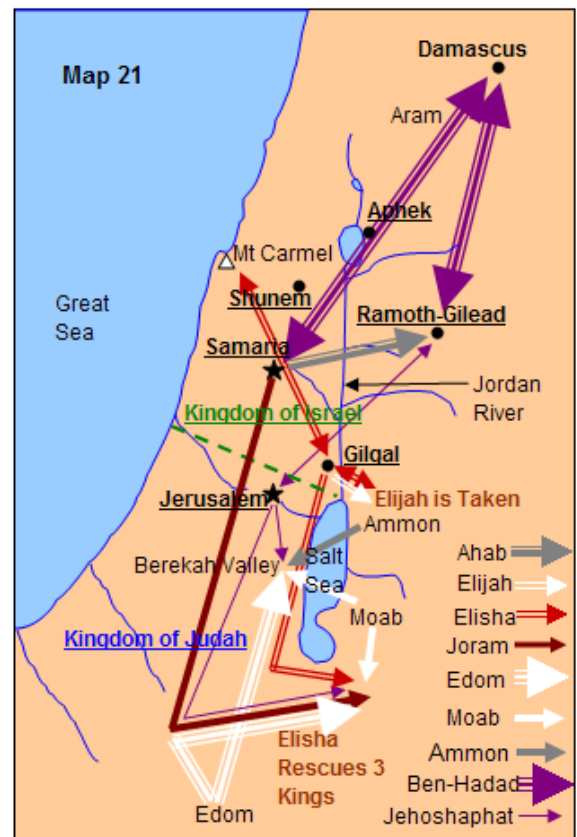 Damascus
Map 21
Aram
Aphek
Mt Carmel
Shunem
Great
Sea
Ramoth-Gilead
Samaria
Jordan
River
Kingdom of Israel
Gilgal
Jerusalem
Elijah is Taken
Ammon
Berekah Valley
Salt
Sea
Moab
Kingdom of Judah
Elisha
Rescues 3
Kings
Edom
Ahab
Elijah
Elisha
Joram
Edom
Moab
Ammon
Ben-Hadad
Jehoshaphat